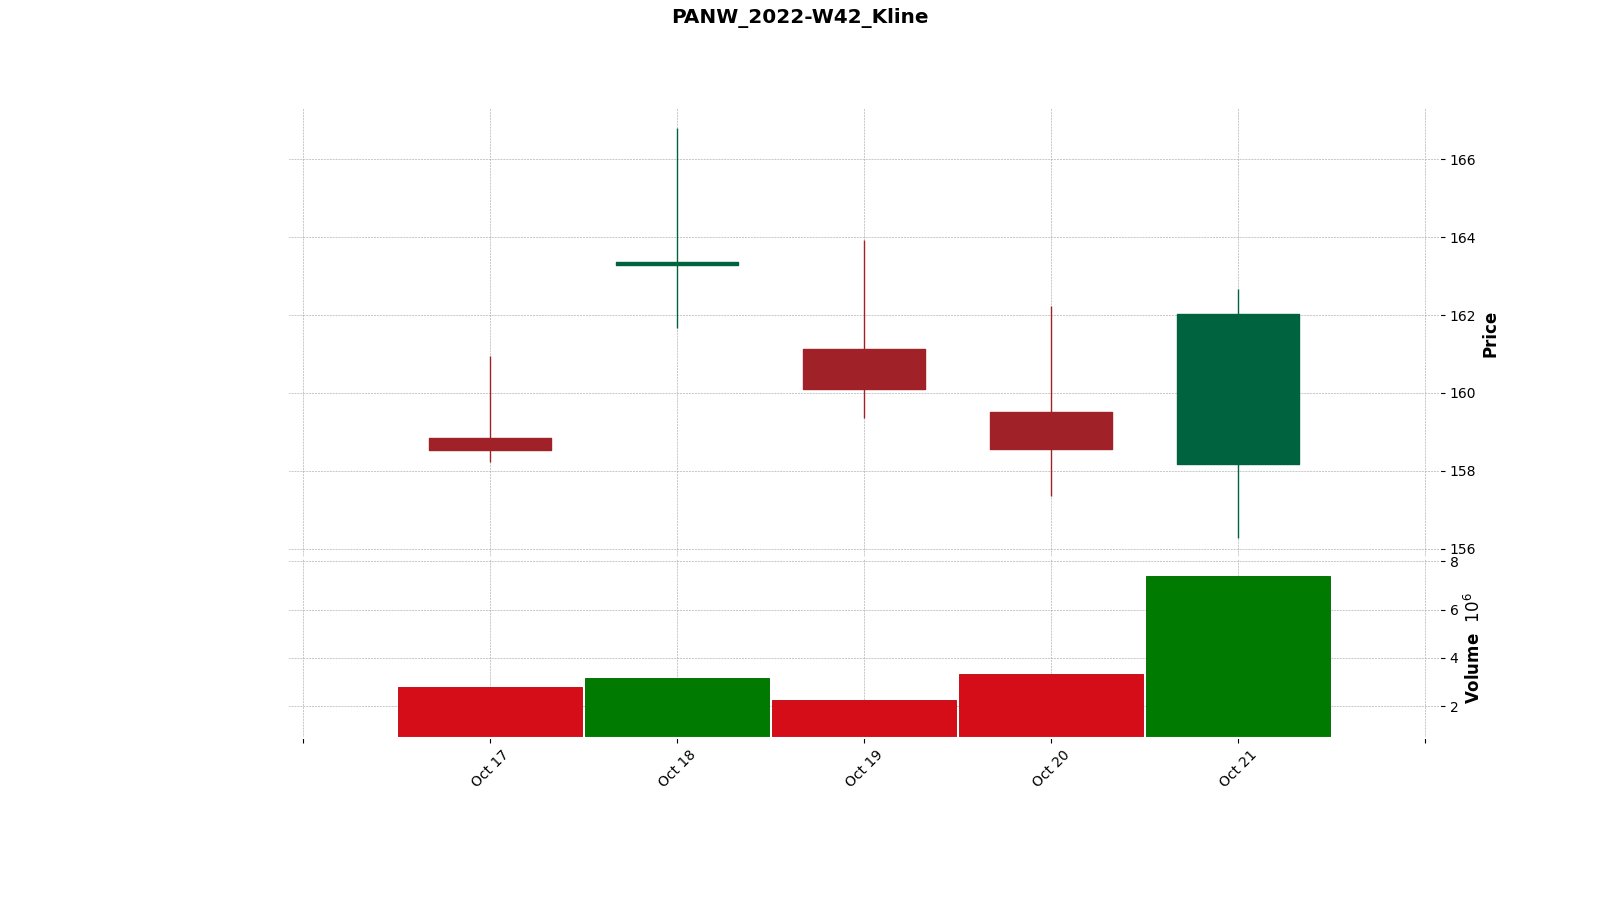 PANW_2022-W42_Kline
166
164
162
160
158
156
Price
8
6
4
2
Volume 10^6
Oct 17
Oct 18
Oct 19
Oct 20
Oct 21